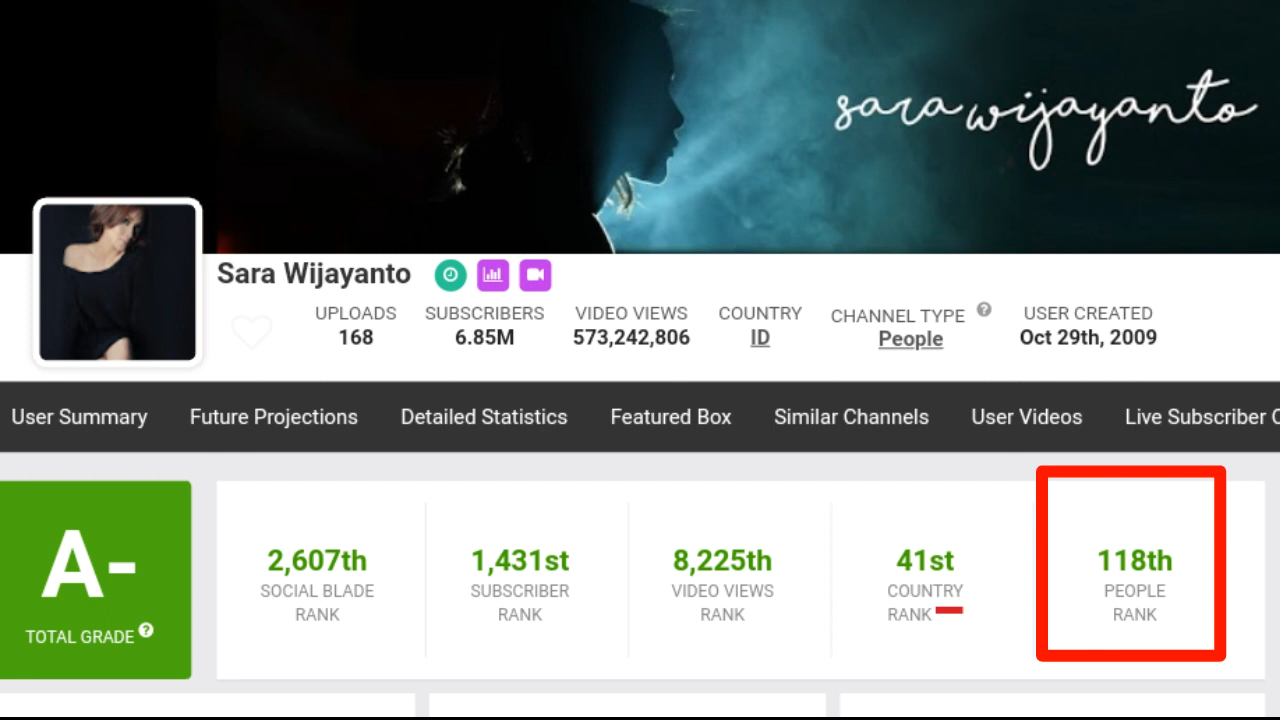 sara wijayanto
Sara Wijayanto
UPLOADS
168
SUBSCRIBERS
6.85M
VIDEO VIEWS
573,242,806
COUNTRY
ID
CHANNEL TYPE ?
People
USER CREATED
Oct 29th, 2009
User Summary
Future Projections
Detailed Statistics
Featured Box
Similar Channels
User Videos
Live Subscriber C
A-
TOTAL GRADE ?
2,607th
SOCIAL BLADE
RANK
1,431st
SUBSCRIBER
RANK
8,225th
VIDEO VIEWS
RANK
41st
COUNTRY
RANK
118th
PEOPLE
RANK